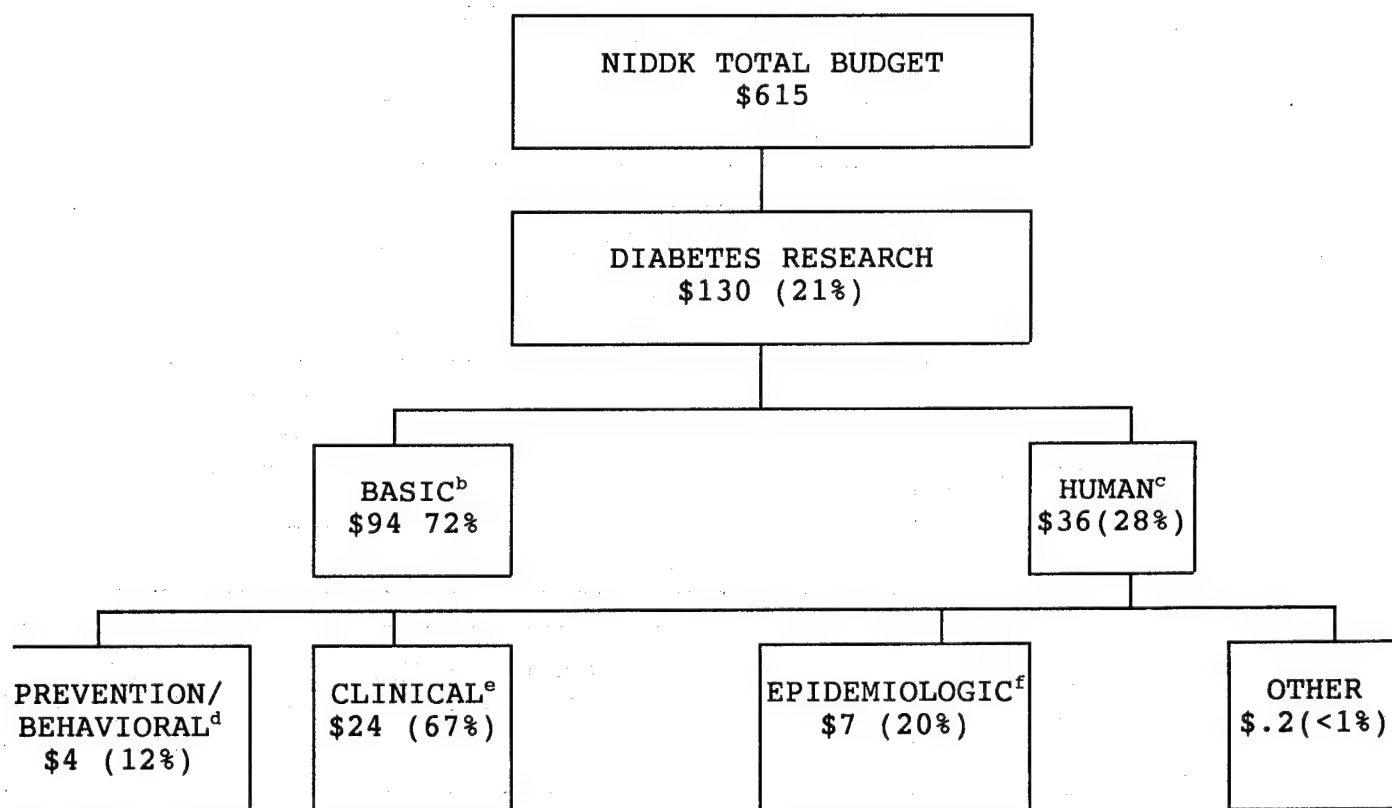 NIDDK TOTAL BUDGET
$615
DIABETES RESEARCH
$130 (21%)
BASICᵇ
$94 72%
HUMANᶜ
$36(28%)
PREVENTION/
BEHAVIORALᵈ
$4 (12%)
CLINICALᵉ
$24 (67%)
EPIDEMIOLOGICᶠ
$7 (20%)
OTHER
$.2(<1%)